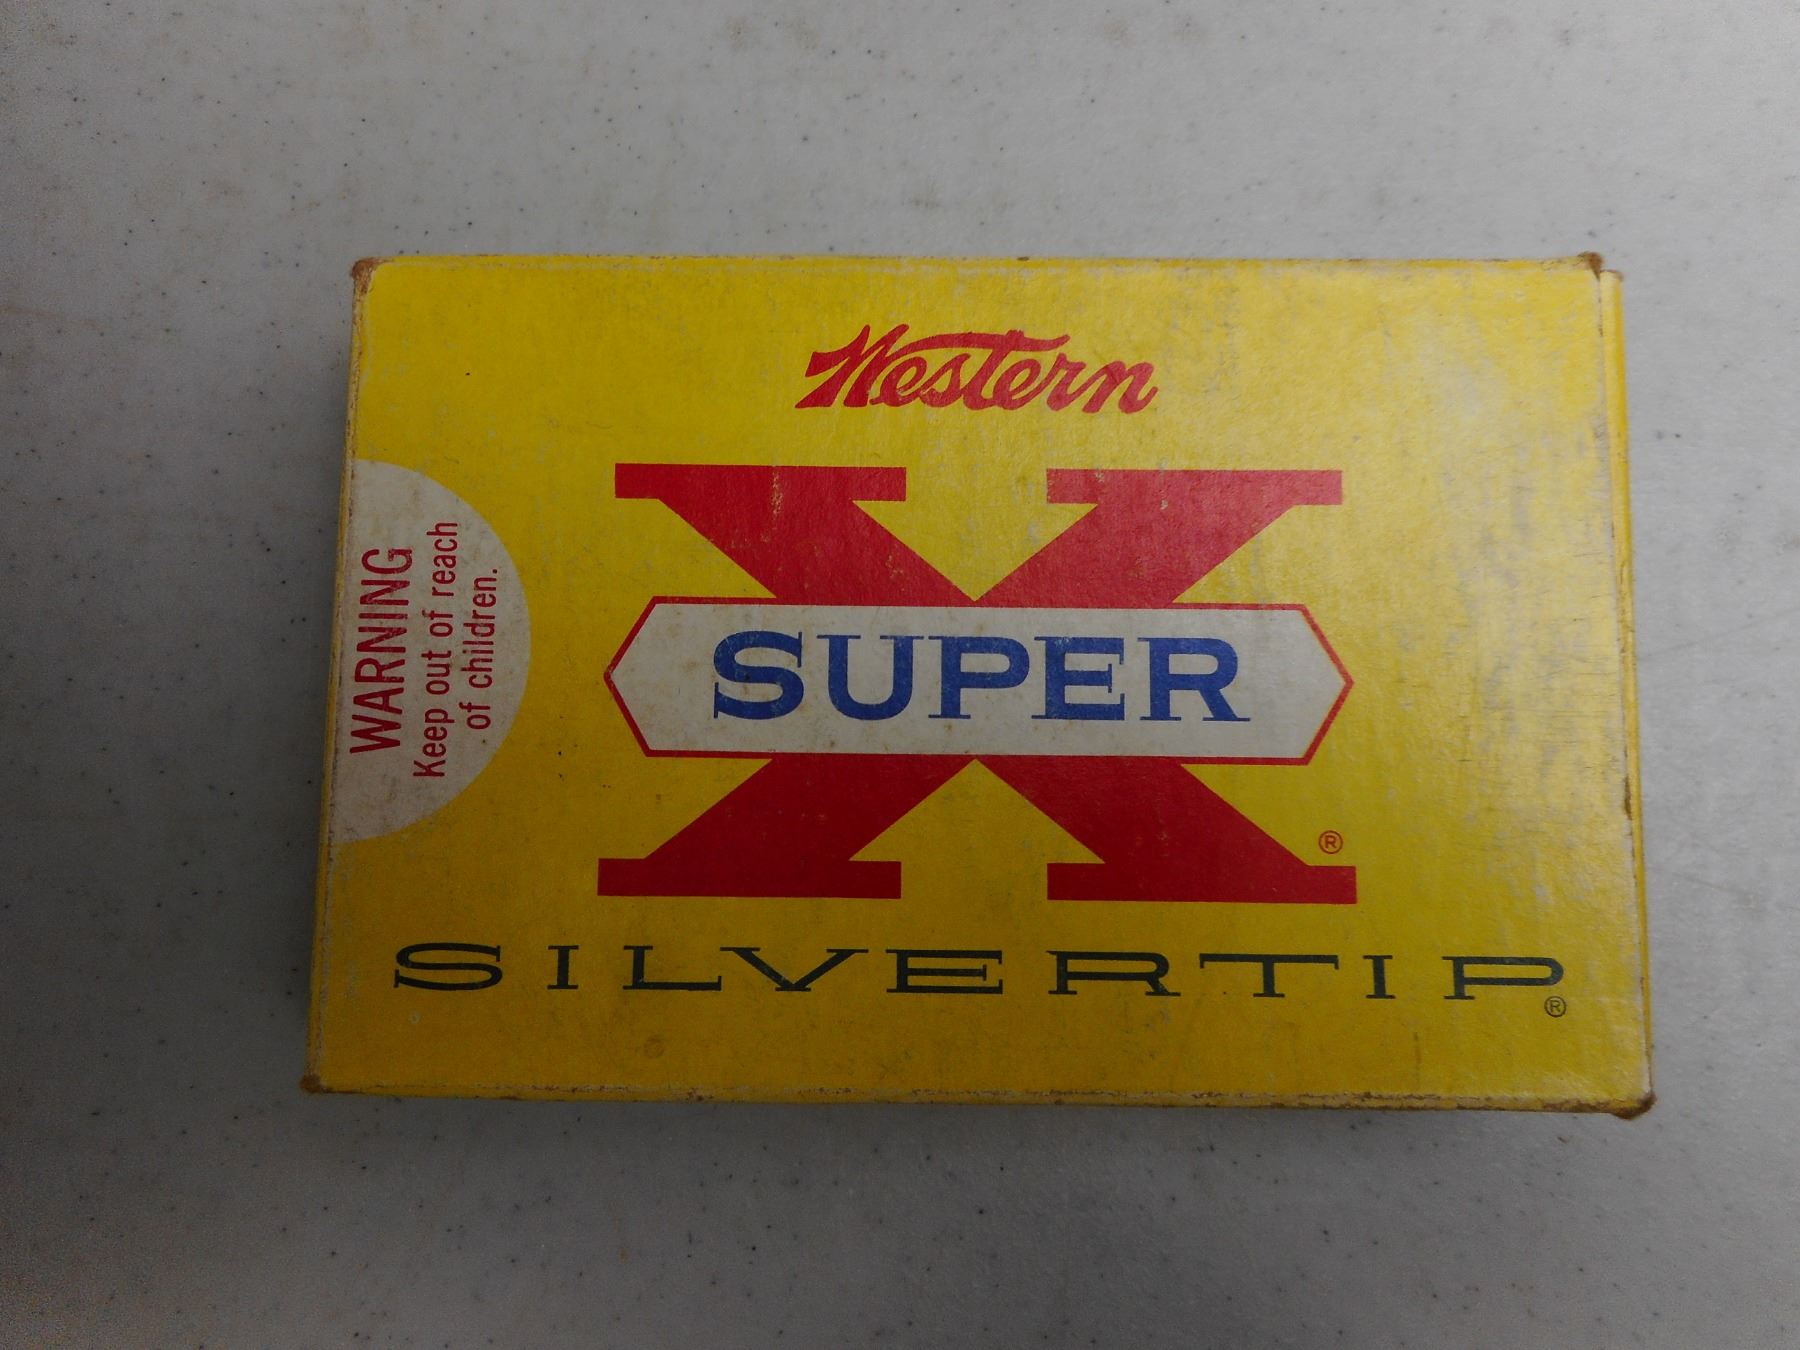 Western
X
SUPER
®
SILVERTIP®
WARNING
Keep out of reach
of children.